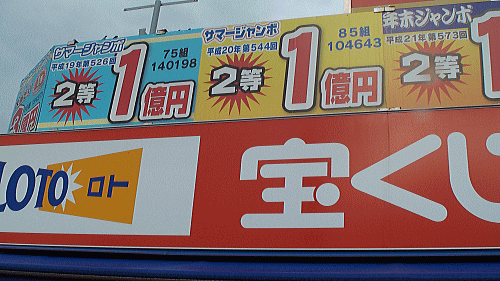 サマージャンボ
平成19年第526回
75組
140198
2等
1億円
サマージャンボ
平成20年第544回
85組
104643
2等
1億円
年末ジャンボ
平成21年第573回
2等
1
LOTO ロト
宝くじ